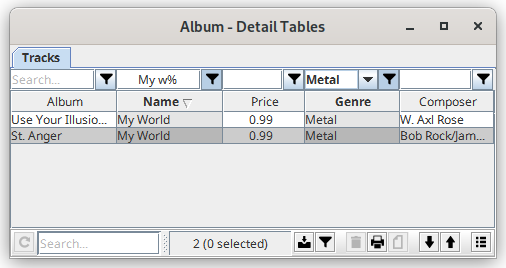 Album - Detail Tables
Tracks
Search... My w% Metal
Album Name Price Genre Composer
Use Your Illusio... My World 0.99 Metal W. Axl Rose
St. Anger My World 0.99 Metal Bob Rock/Jam...
Search... 2 (0 selected)